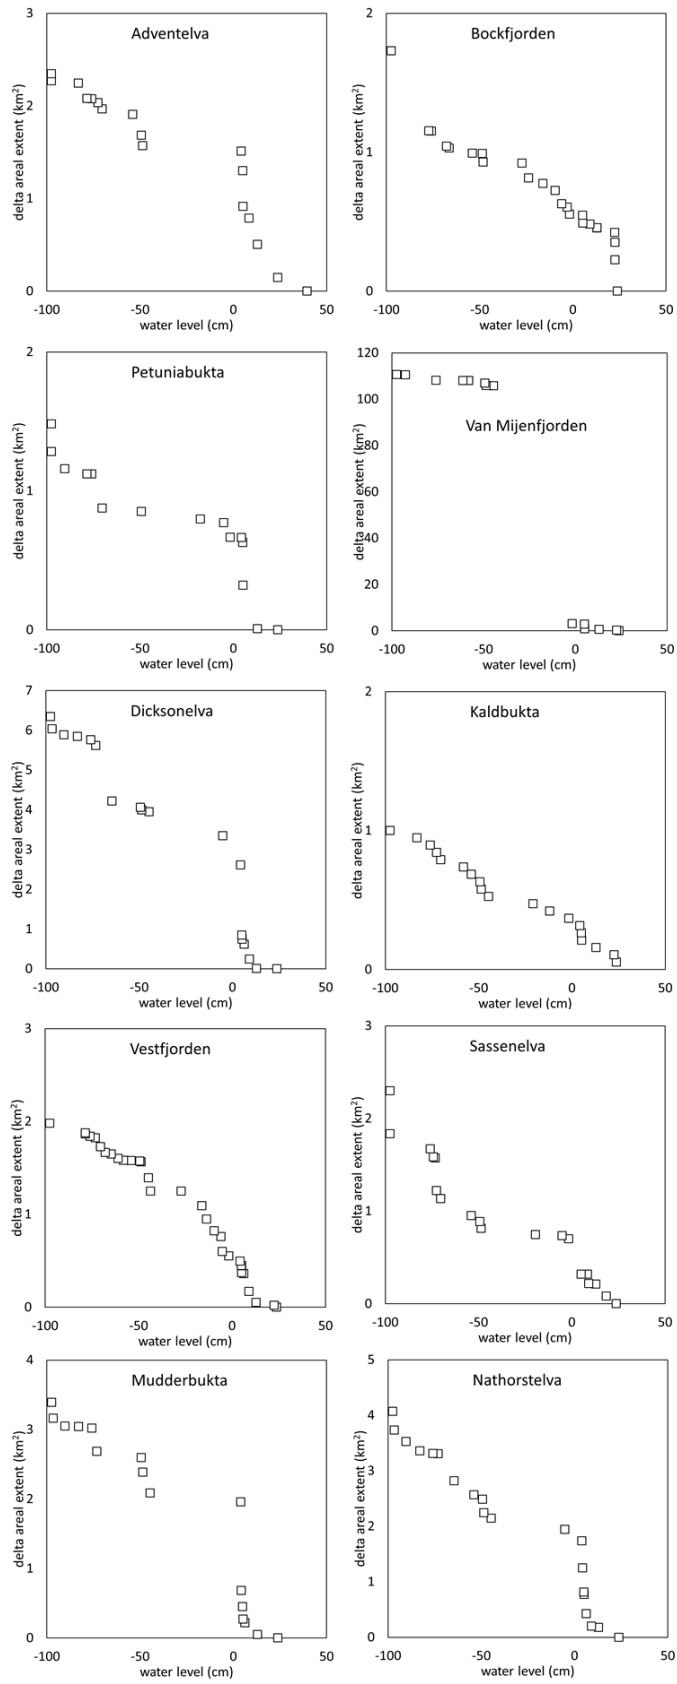 Adventelva
delta areal extent (km²)
3
2
1
0
-100 -50 0 50
water level (cm)
Bockfjorden
delta areal extent (km²)
2
1
0
-100 -50 0 50
water level (cm)
Petuniabukta
delta areal extent (km²)
2
1
0
-100 -50 0 50
water level (cm)
Van Mijenfjorden
delta areal extent (km²)
120
100
80
60
40
20
0
-100 -50 0 50
water level (cm)
Dicksonelva
delta areal extent (km²)
7
6
5
4
3
2
1
0
-100 -50 0 50
water level (cm)
Kaldbukta
delta areal extent (km²)
2
1
0
-100 -50 0 50
water level (cm)
Vestfjorden
delta areal extent (km²)
3
2
1
0
-100 -50 0 50
water level (cm)
Sassenelva
delta areal extent (km²)
3
2
1
0
-100 -50 0 50
water level (cm)
Mudderbukta
delta areal extent (km²)
4
3
2
1
0
-100 -50 0 50
water level (cm)
Nathorstelva
delta areal extent (km²)
5
4
3
2
1
0
-100 -50 0 50
water level (cm)